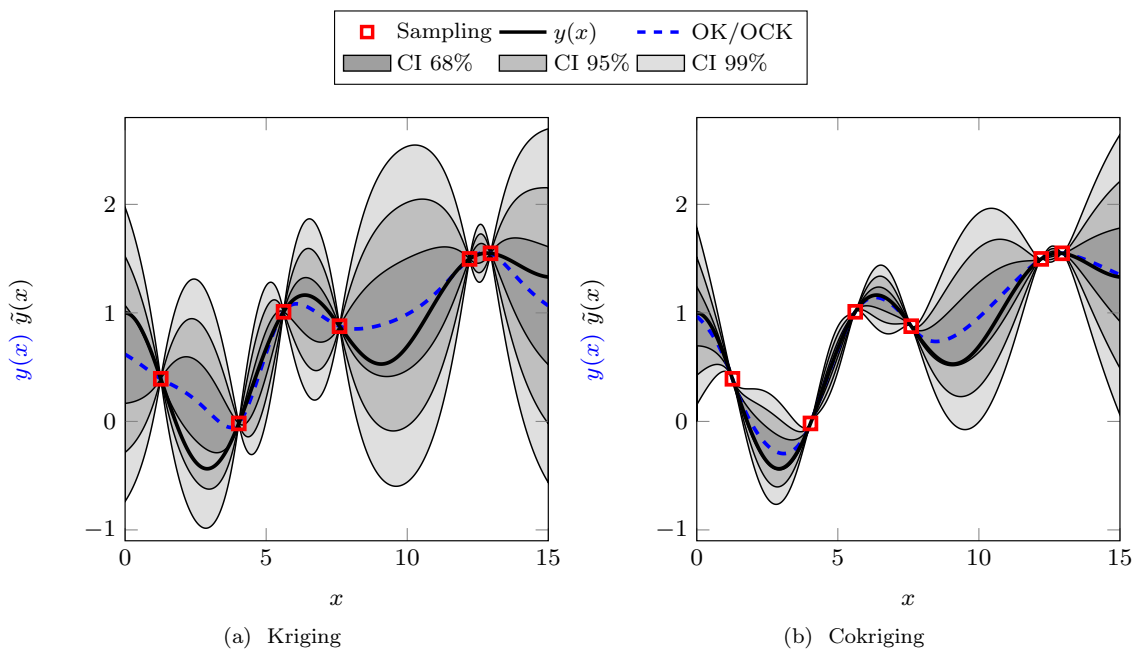 Sampling y(x) OK/OCK
CI 68% CI 95% CI 99%
y(x) ỹ(x)
2
1
0
−1
0 5 10 15
x
(a) Kriging
y(x) ỹ(x)
2
1
0
−1
0 5 10 15
x
(b) Cokriging